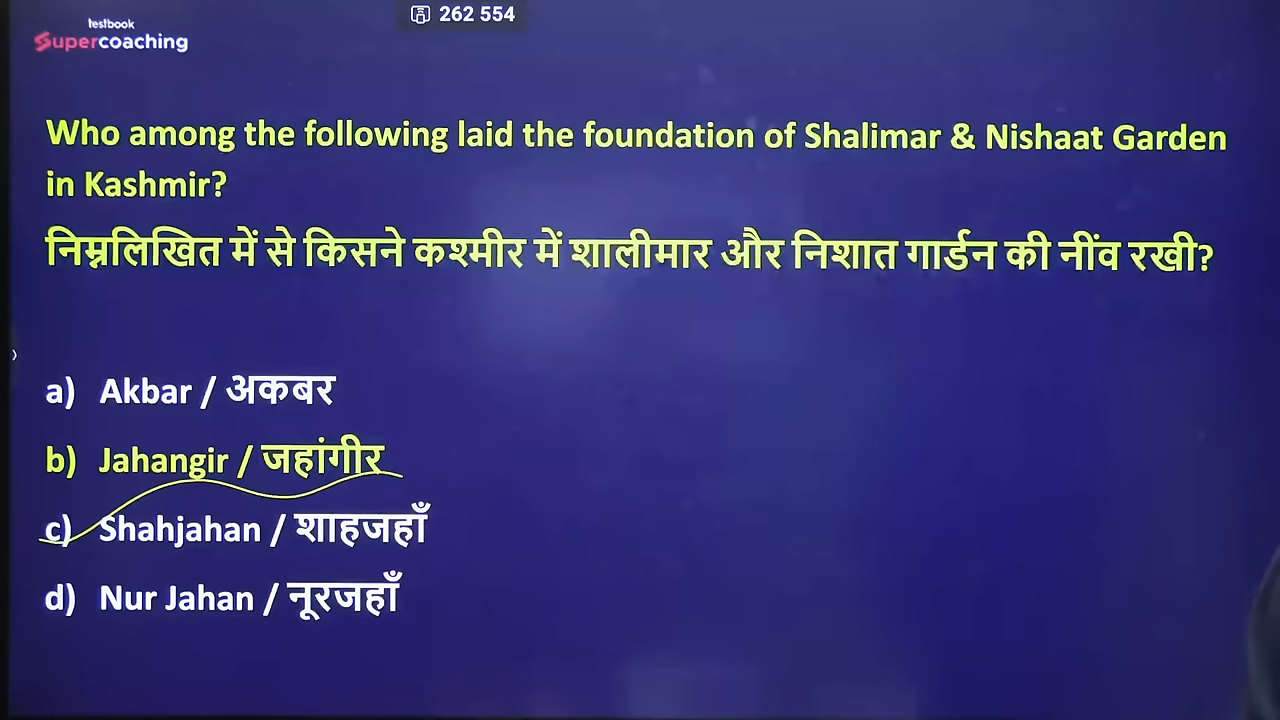 262 554
testbook
Supercoaching
Who among the following laid the foundation of Shalimar & Nishaat Garden
in Kashmir?
निम्नलिखित में से किसने कश्मीर में शालीमार और निशात गार्डन की नींव रखी?
a) Akbar / अकबर
b) Jahangir / जहांगीर
c) Shahjahan / शाहजहाँ
d) Nur Jahan / नूरजहाँ